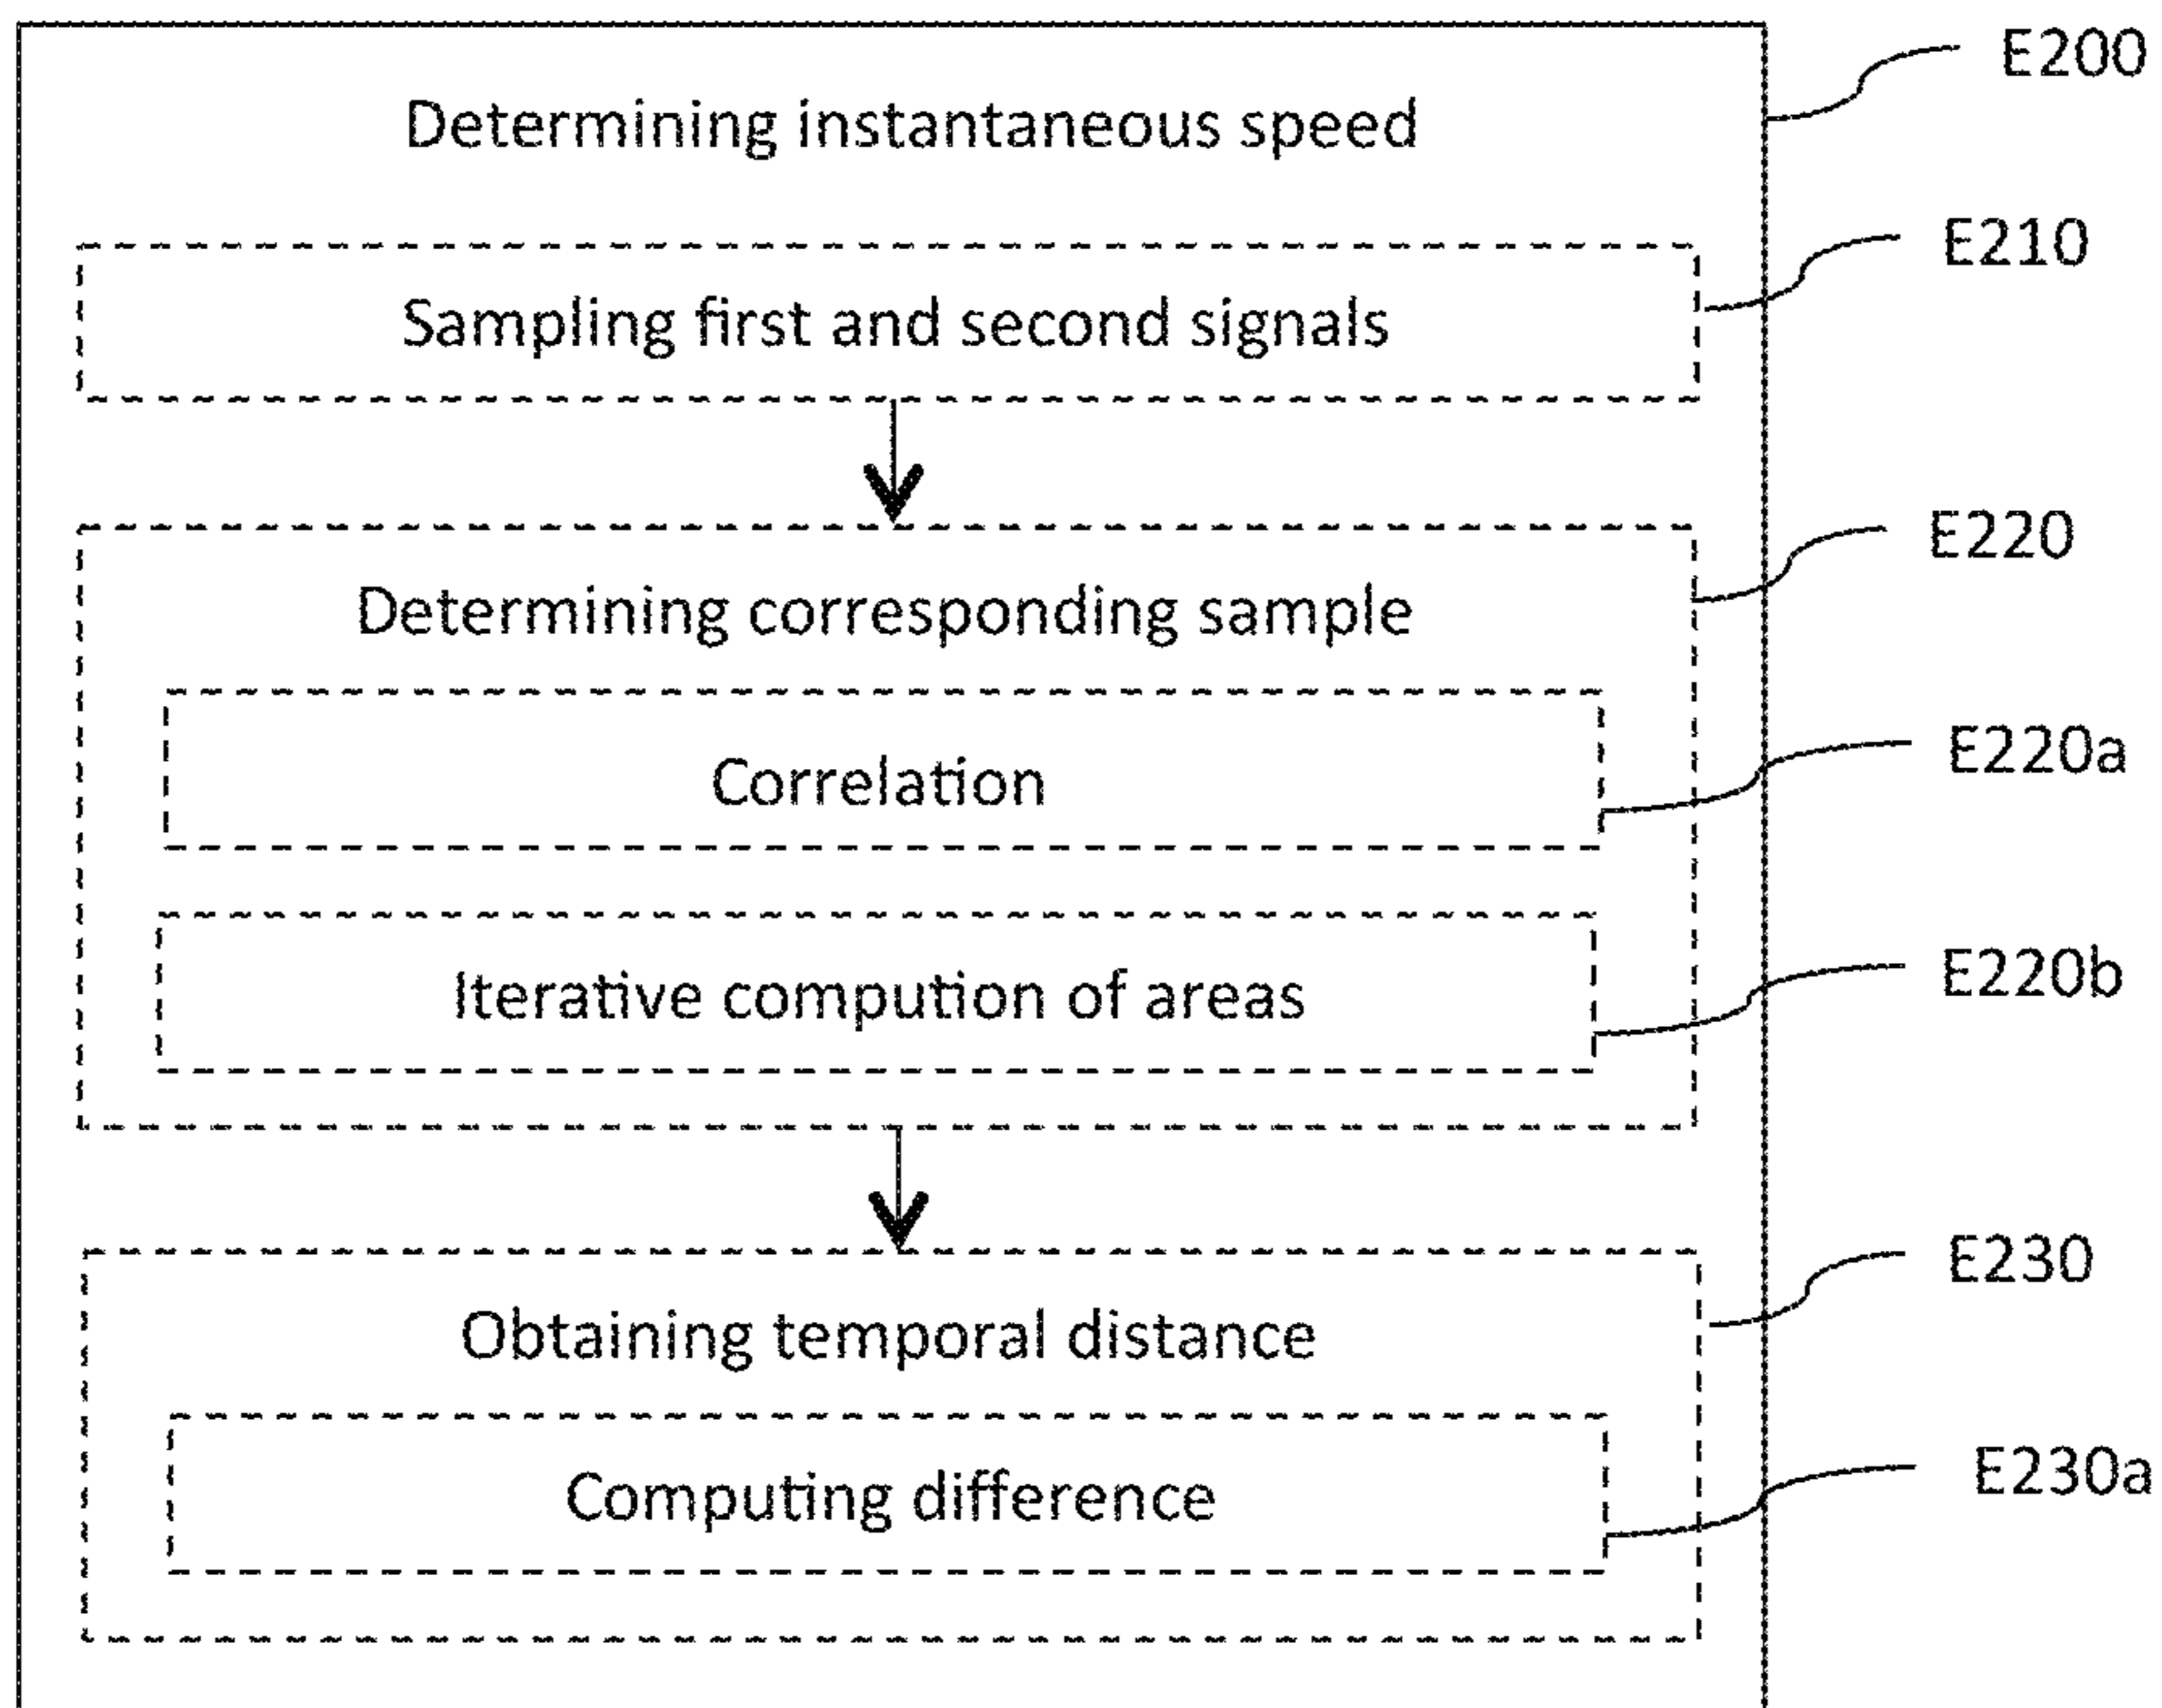 E200
Determining instantaneous speed
E210
Sampling first and second signals
E220
Determining corresponding sample
E220a
Correlation
E220b
Iterative compution of areas
E230
Obtaining temporal distance
E230a
Computing difference